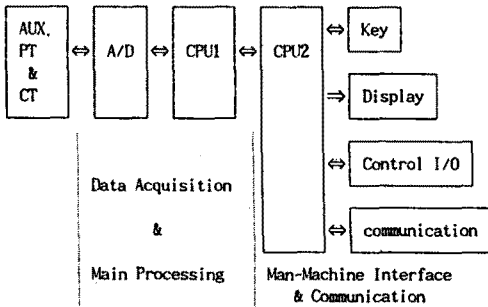 AUX,
PT
&
CT
⇔
A/D
⇔
CPU1
⇔
CPU2
⇔
Key
⇒
Display
⇔
Control I/O
⇔
communication
Data Acquisition
&
Main Processing
Man-Machine Interface
& Communication